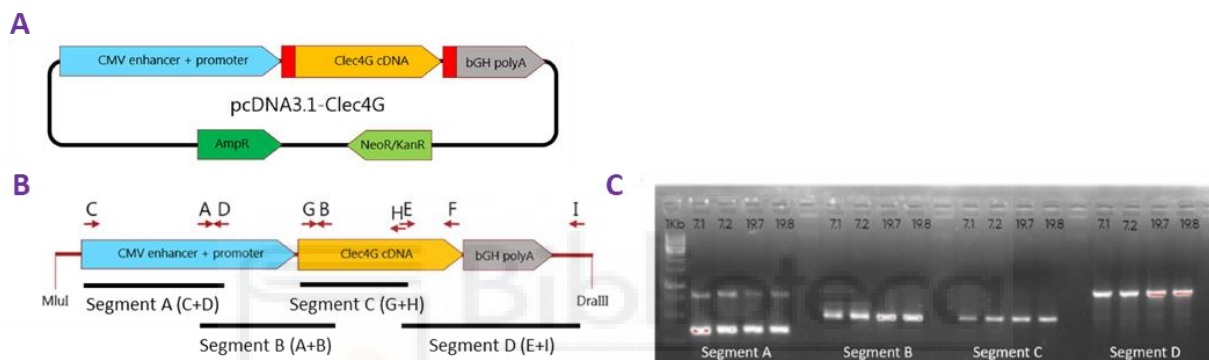 A
CMV enhancer + promoter
Clec4G cDNA
bGH polyA
pcDNA3.1-Clec4G
AmpR
NeoR/KanR
B
C A D G B H E F I
CMV enhancer + promoter
Clec4G cDNA
bGH polyA
MluI
DraIII
Segment A (C+D)
Segment C (G+H)
Segment B (A+B)
Segment D (E+I)
C
1Kb 7.1 7.2 19.7 19.8 7.1 7.2 19.7 19.8 7.1 7.2 19.7 19.8 7.1 7.2 19.7 19.8
Segment A Segment B Segment C Segment D
Biblioteca